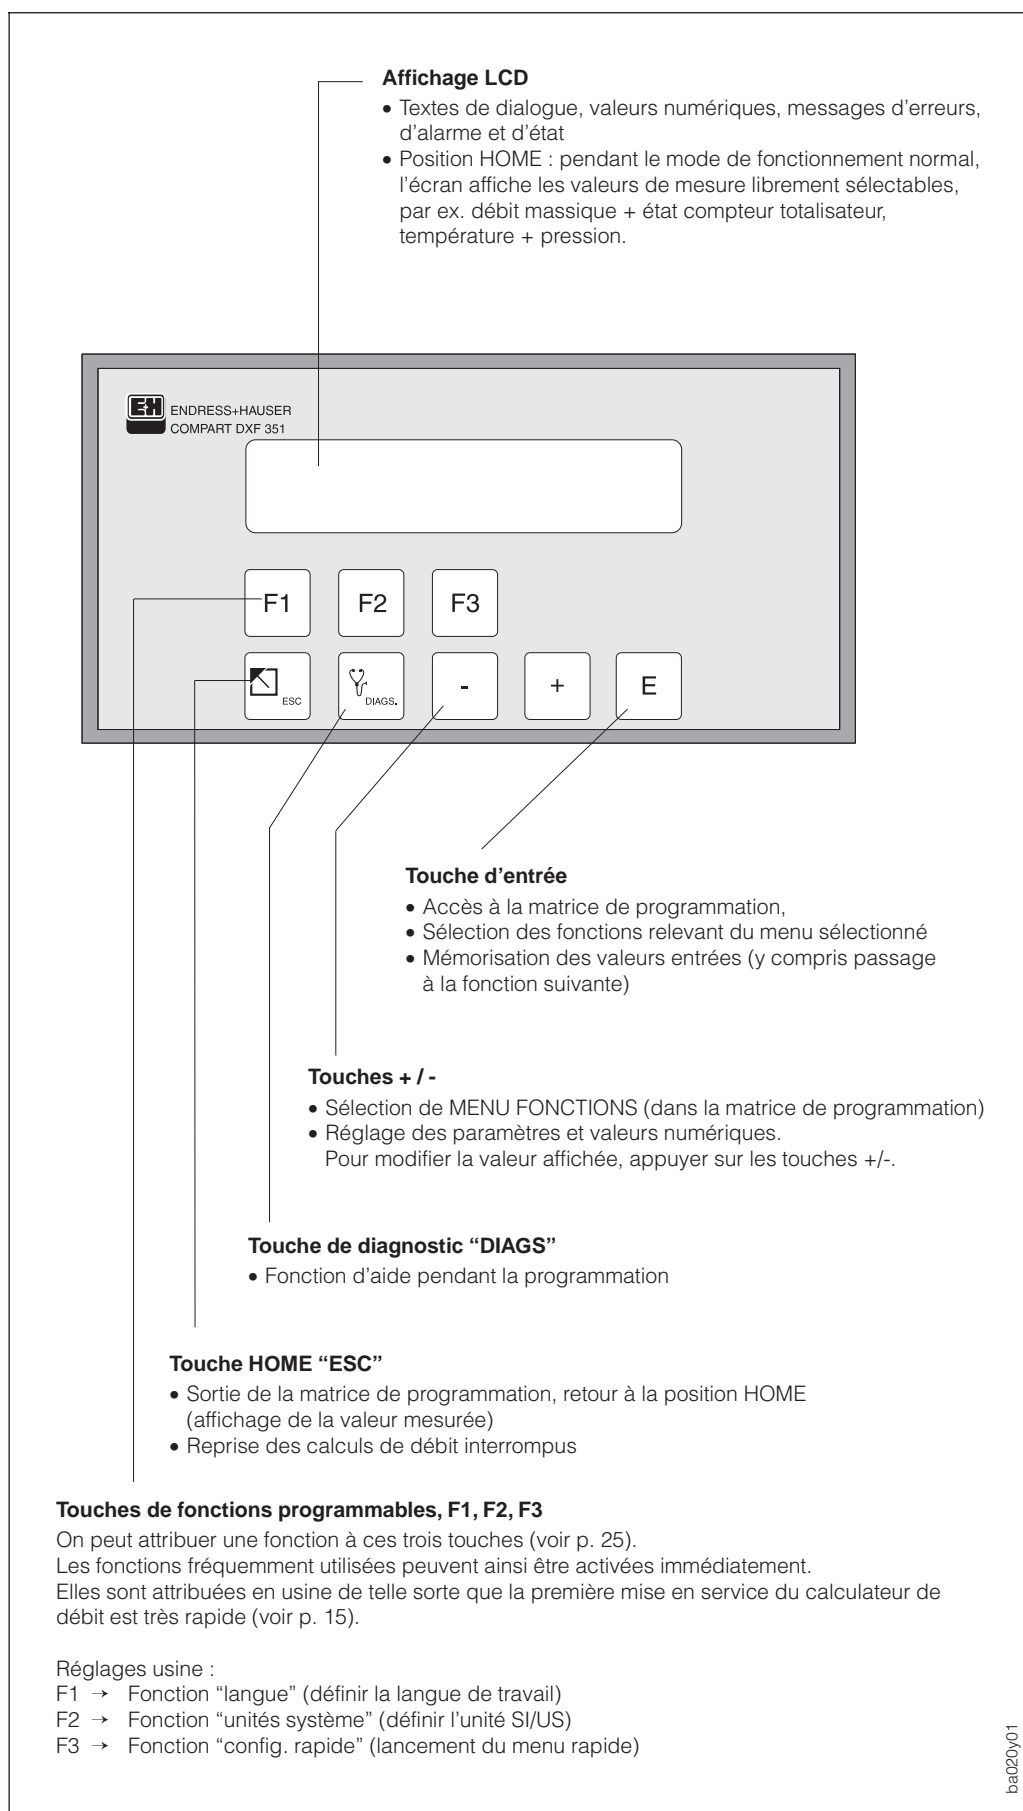 Affichage LCD
• Textes de dialogue, valeurs numériques, messages d'erreurs,
d'alarme et d'état
• Position HOME : pendant le mode de fonctionnement normal,
l'écran affiche les valeurs de mesure librement sélectables,
par ex. débit massique + état compteur totalisateur,
température + pression.
E+H
ENDRESS+HAUSER
COMPART DXF 351
F1 F2 F3
ESC DIAGS. - + E
Touche d'entrée
• Accès à la matrice de programmation,
• Sélection des fonctions relevant du menu sélectionné
• Mémorisation des valeurs entrées (y compris passage
à la fonction suivante)
Touches + / -
• Sélection de MENU FONCTIONS (dans la matrice de programmation)
• Réglage des paramètres et valeurs numériques.
Pour modifier la valeur affichée, appuyer sur les touches +/-.
Touche de diagnostic “DIAGS”
• Fonction d'aide pendant la programmation
Touche HOME “ESC”
• Sortie de la matrice de programmation, retour à la position HOME
(affichage de la valeur mesurée)
• Reprise des calculs de débit interrompus
Touches de fonctions programmables, F1, F2, F3
On peut attribuer une fonction à ces trois touches (voir p. 25).
Les fonctions fréquemment utilisées peuvent ainsi être activées immédiatement.
Elles sont attribuées en usine de telle sorte que la première mise en service du calculateur de
débit est très rapide (voir p. 15).
Réglages usine :
F1 → Fonction “langue” (définir la langue de travail)
F2 → Fonction “unités système” (définir l'unité SI/US)
F3 → Fonction “config. rapide” (lancement du menu rapide)
ba020y01